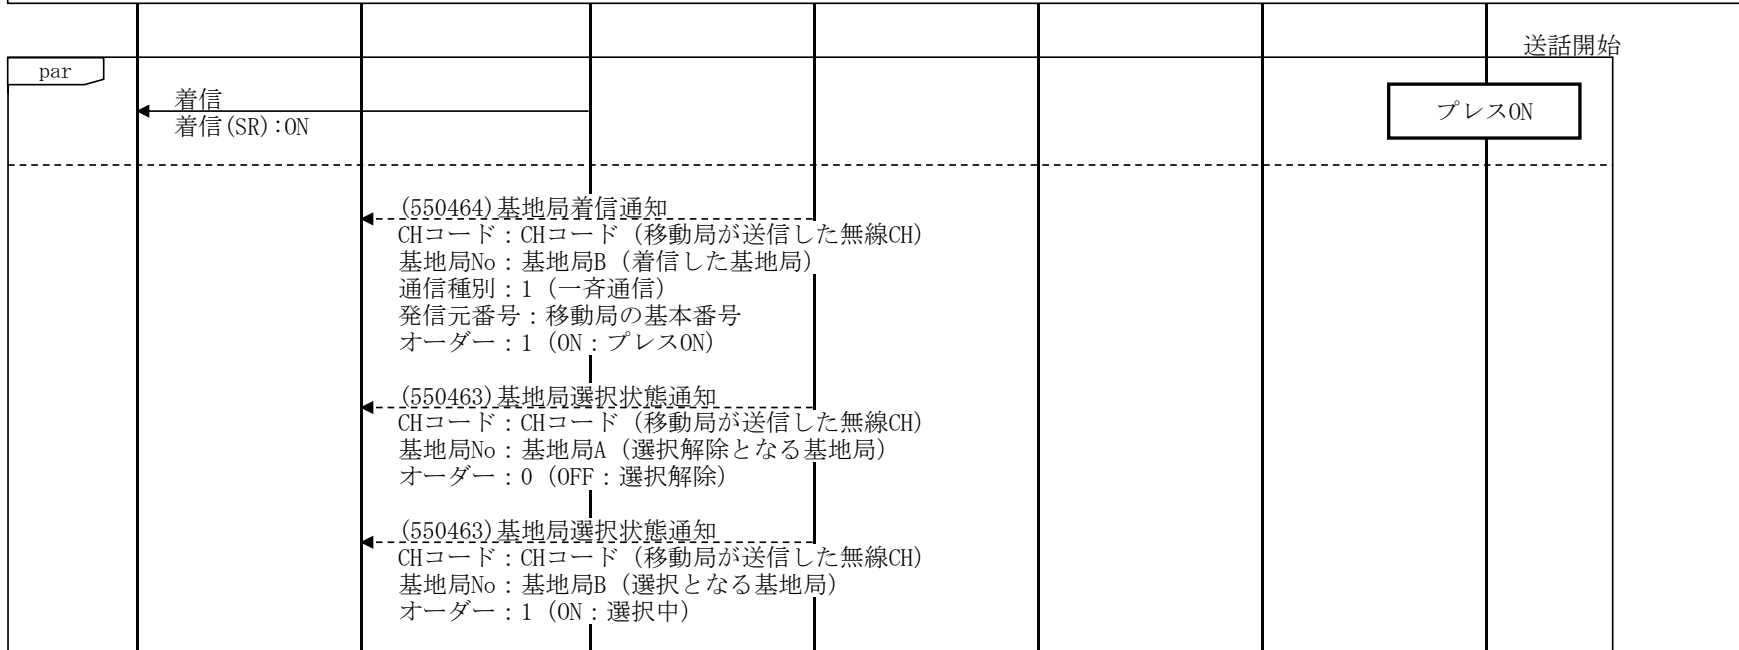 送話開始
par
着信
着信(SR):ON
プレスON
(550464)基地局着信通知
CHコード：CHコード（移動局が送信した無線CH）
基地局No：基地局B（着信した基地局）
通信種別：1（一斉通信）
発信元番号：移動局の基本番号
オーダー：1（ON：プレスON）
(550463)基地局選択状態通知
CHコード：CHコード（移動局が送信した無線CH）
基地局No：基地局A（選択解除となる基地局）
オーダー：0（OFF：選択解除）
(550463)基地局選択状態通知
CHコード：CHコード（移動局が送信した無線CH）
基地局No：基地局B（選択となる基地局）
オーダー：1（ON：選択中）